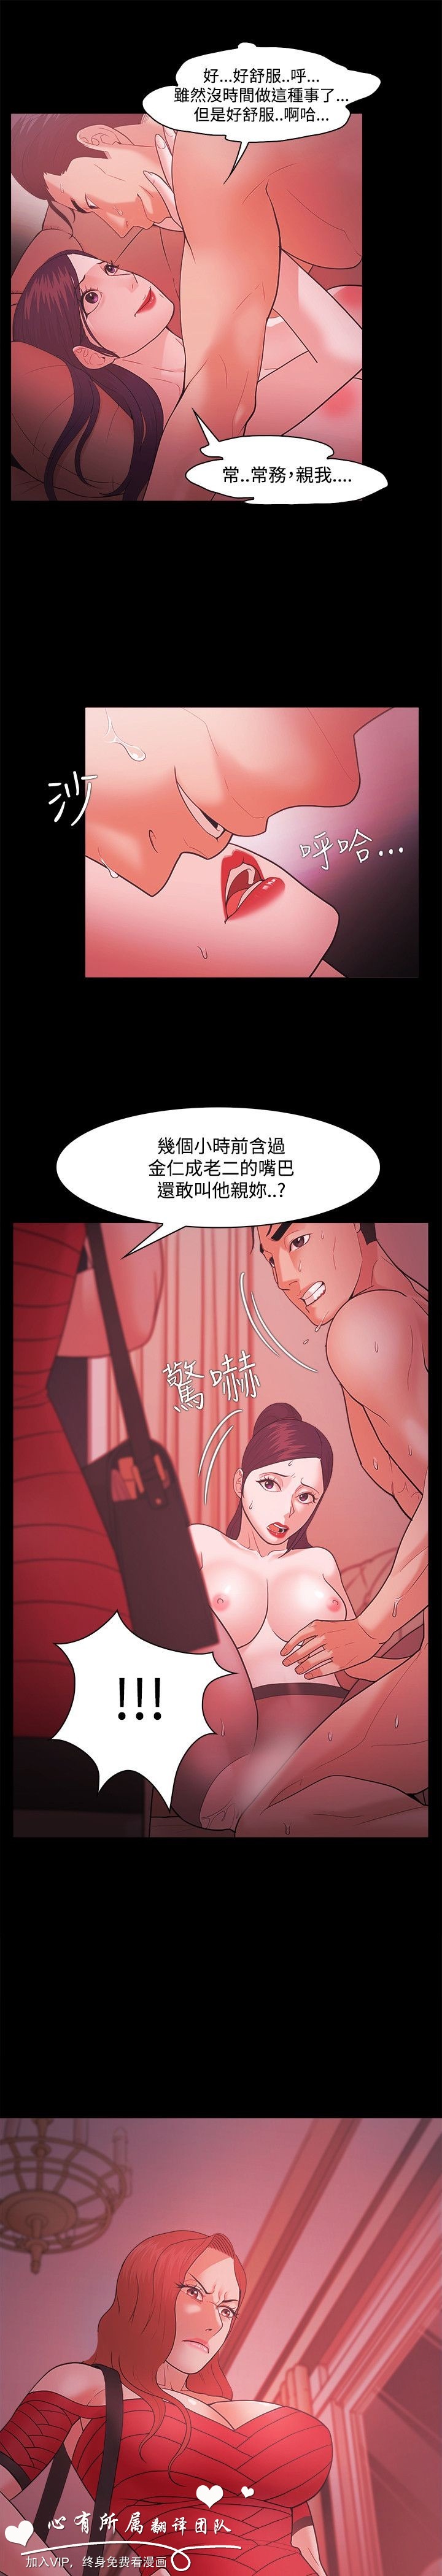 好...好舒服..呼...
雖然沒時間做這種事了...
但是好舒服..啊哈...
常..常務,親我....
沙
呼哈...
幾個小時前含過
金仁成老二的嘴巴
還敢叫他親妳..?
驚嚇
!!!
心有所属翻译团队
加入VIP，终身免费看漫画